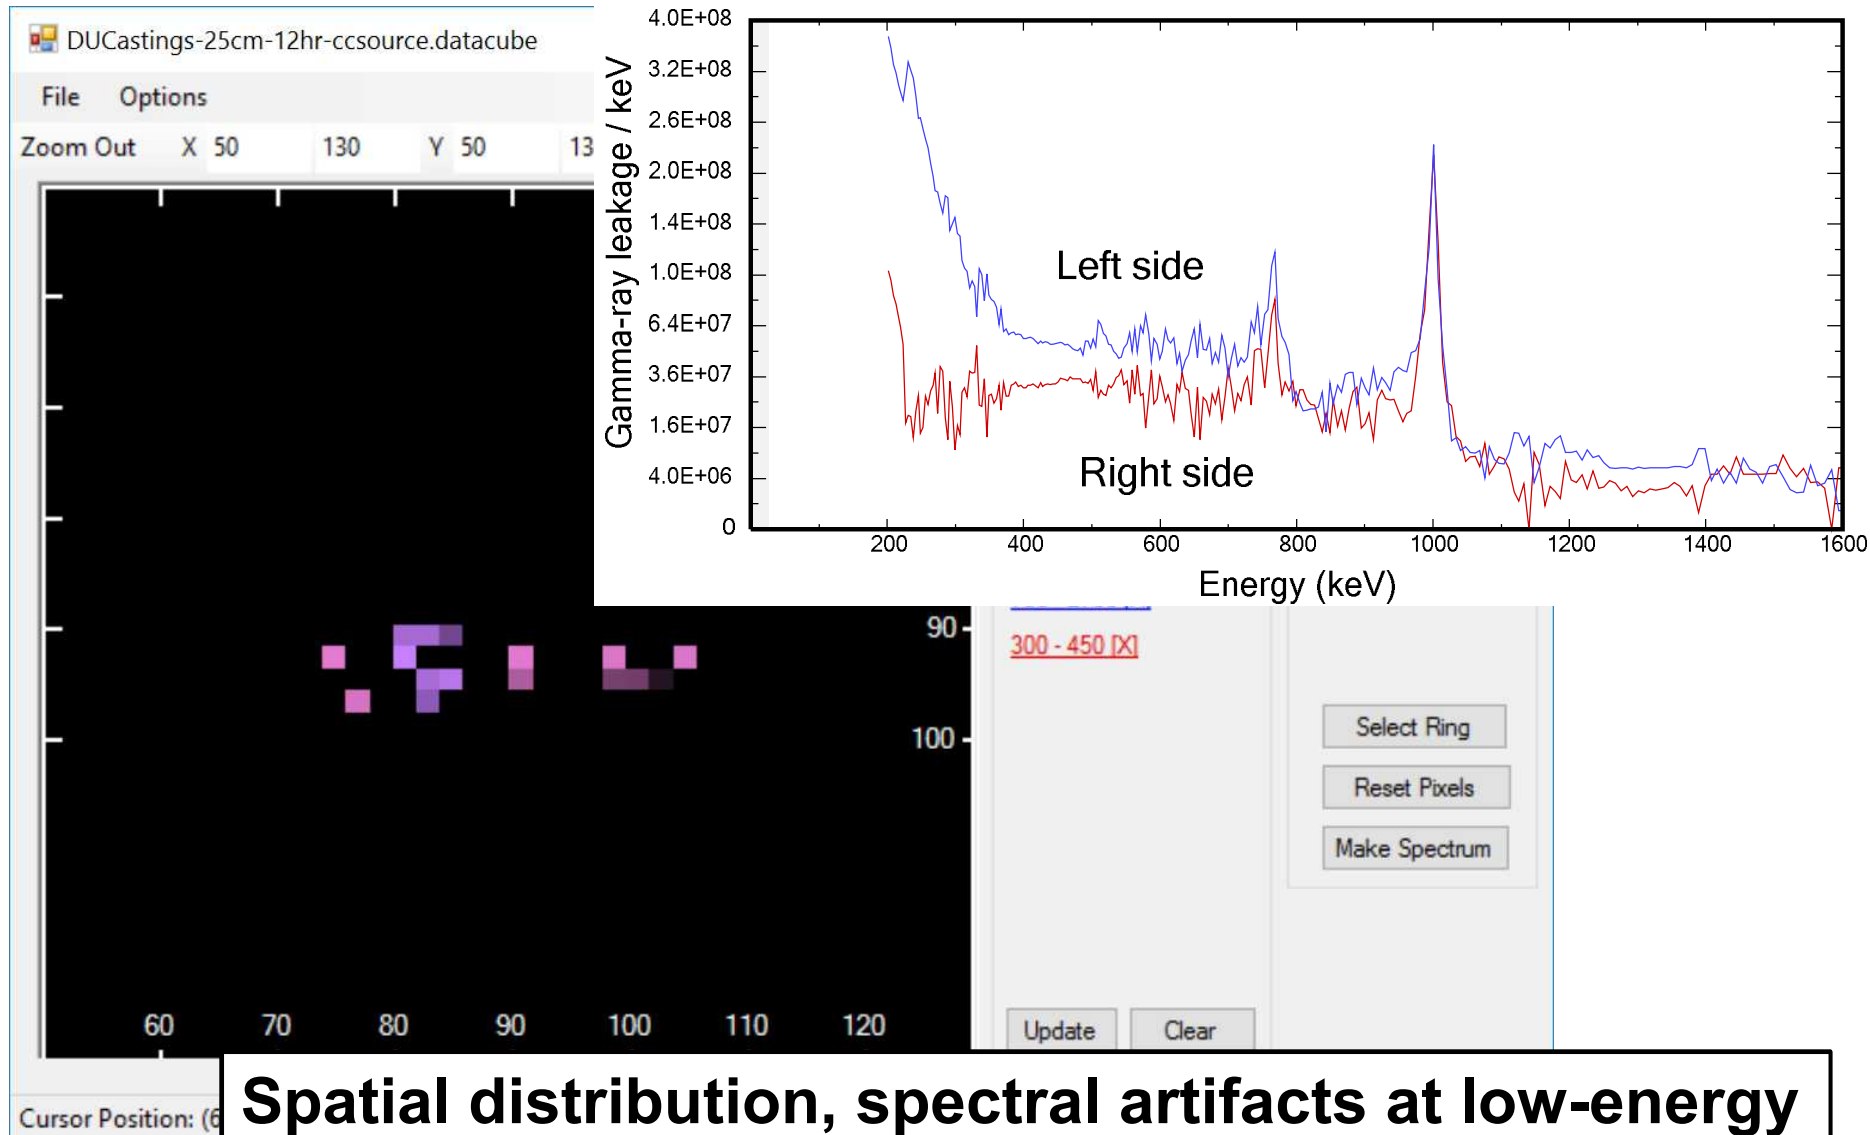 DUCastings-25cm-12hr-ccsource.datacube
File Options
Zoom Out X 50 130 Y 50 13
4.0E+08
3.2E+08
2.6E+08
2.0E+08
1.4E+08
1.0E+08
6.4E+07
3.6E+07
1.6E+07
4.0E+06
0
Gamma-ray leakage / keV
Left side
Right side
200 400 600 800 1000 1200 1400 1600
Energy (keV)
90
300 - 450 [X]
100
Select Ring
Reset Pixels
Make Spectrum
60 70 80 90 100 110 120
Update Clear
Cursor Position: (6
Spatial distribution, spectral artifacts at low-energy